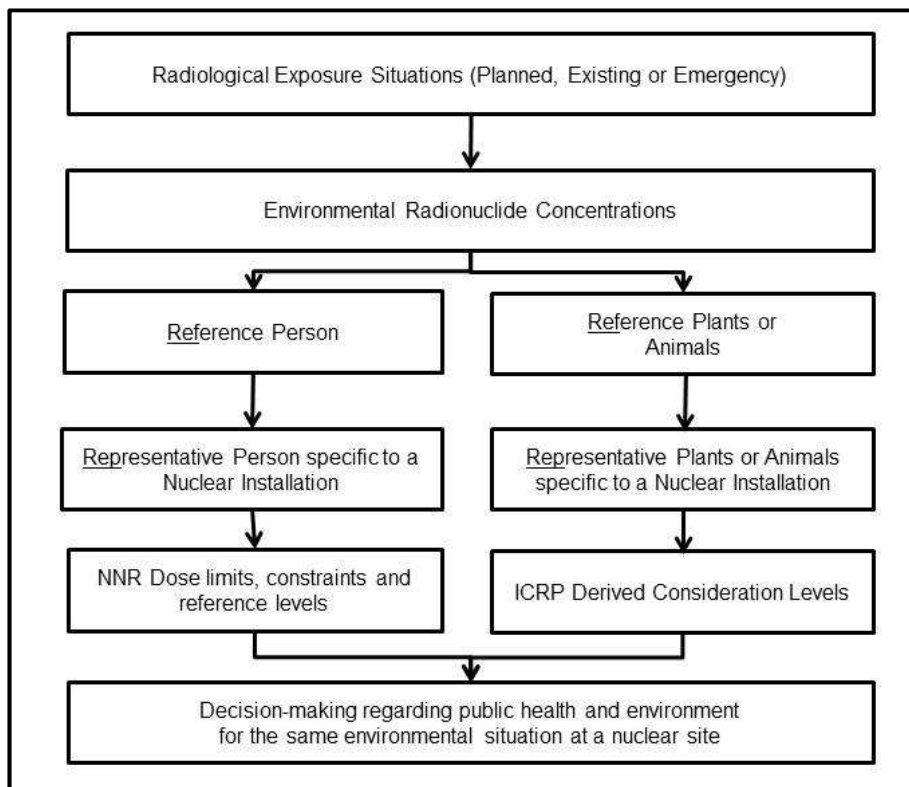 Radiological Exposure Situations (Planned, Existing or Emergency)
Environmental Radionuclide Concentrations
Reference Person
Reference Plants or
Animals
Representative Person specific to a
Nuclear Installation
Representative Plants or Animals
specific to a Nuclear Installation
NNR Dose limits, constraints and
reference levels
ICRP Derived Consideration Levels
Decision-making regarding public health and environment
for the same environmental situation at a nuclear site